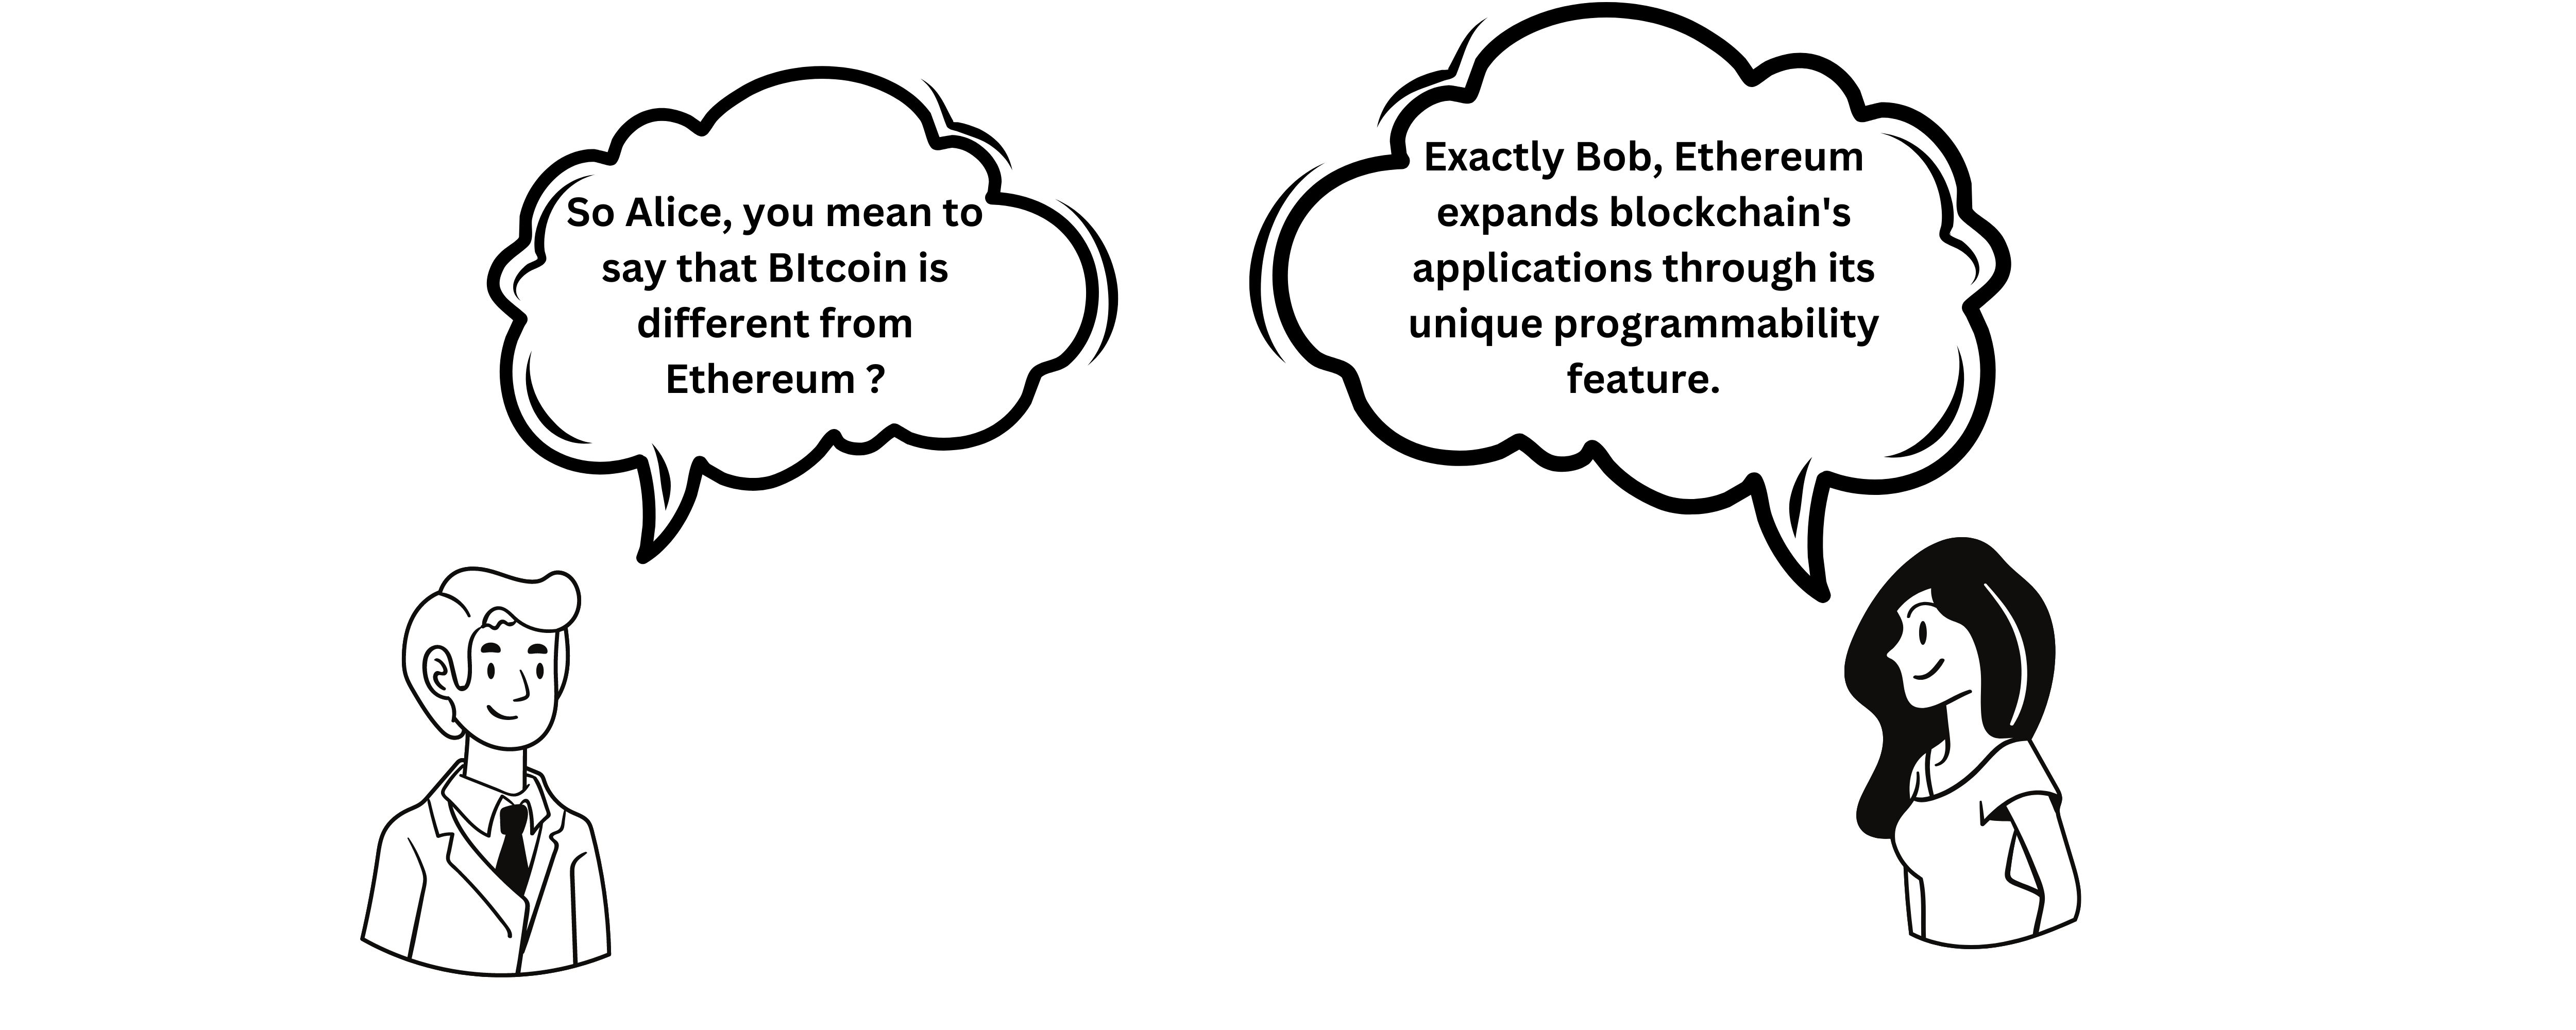 So Alice, you mean to
say that BItcoin is
different from
Ethereum ?
Exactly Bob, Ethereum
expands blockchain's
applications through its
unique programmability
feature.